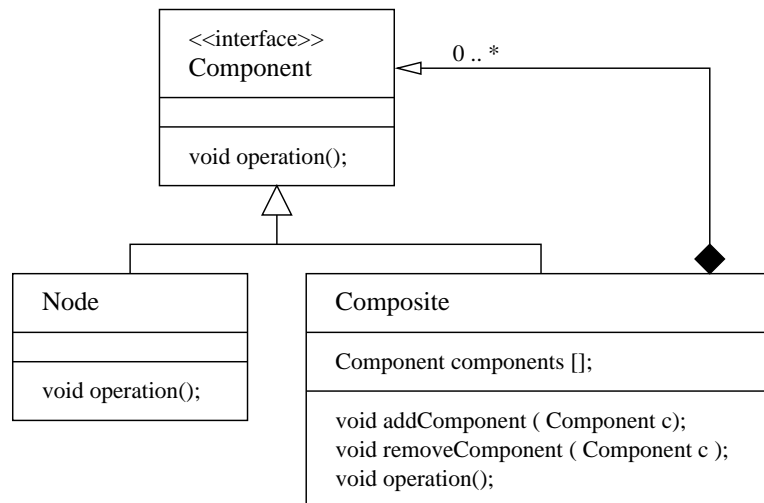 <<interface>>
Component
0 .. *
void operation();
Node
void operation();
Composite
Component components [];
void addComponent ( Component c);
void removeComponent ( Component c );
void operation();